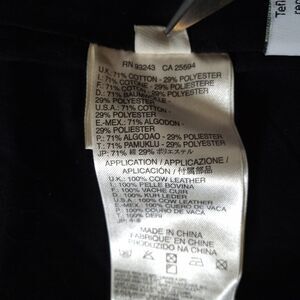 RN 93243 CA 25594
U.K.: 71% COTTON - 29% POLYESTER
I.: 71% COTONE - 29% POLIESTERE
F.: 71% COTON - 29% POLYESTER
D.: 71% BAUMWOLLE -
29% POLYESTER
U.S.A.: 71% COTTON -
29% POLYESTER
E.-MEX.: 71% ALGODON -
29% POLIESTER
P.: 71% ALGODAO - 29% POLIESTER
T.: 71% PAMUKLU - 29% POLYESTER
JP.: 71% 綿 29% ポリエステル
APPLICATION / APPLICAZIONE /
APLICACIÓN / 付属部品
U.K.: 100% COW LEATHER
I.: 100% PELLE BOVINA
F.: 100% VACHE CUIR
D.: 100% KUH LEDER
U.S.A.: 100% COW LEATHER
E.-MEX.: 100% CUERO DE VACA
P.: 100% COURO DE VACA
T.: 100% DERI
JP.:
MADE IN CHINA
FABRIQUE EN CHINE
PRODUZIDO NA CHINA